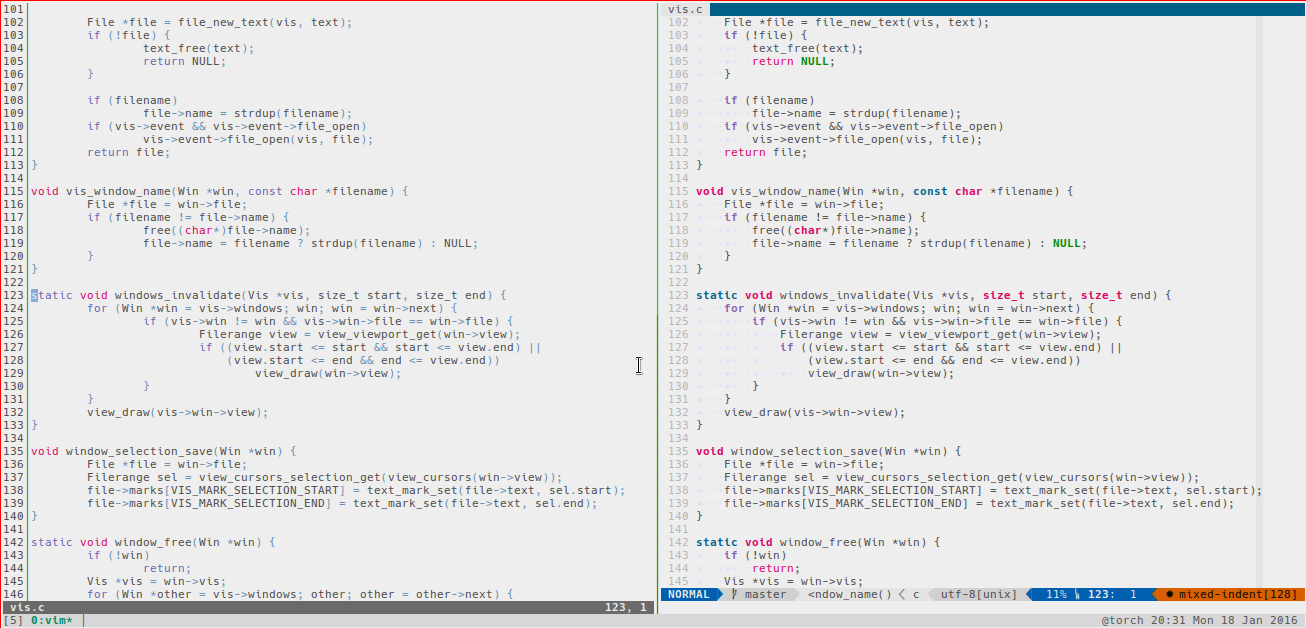 101
102         File *file = file_new_text(vis, text);
103         if (!file) {
104                 text_free(text);
105                 return NULL;
106         }
107
108         if (filename)
109                 file->name = strdup(filename);
110         if (vis->event && vis->event->file_open)
111                 vis->event->file_open(vis, file);
112         return file;
113 }
114
115 void vis_window_name(Win *win, const char *filename) {
116         File *file = win->file;
117         if (filename != file->name) {
118                 free((char*)file->name);
119                 file->name = filename ? strdup(filename) : NULL;
120         }
121 }
122
123 static void windows_invalidate(Vis *vis, size_t start, size_t end) {
124         for (Win *win = vis->windows; win; win = win->next) {
125                 if (vis->win != win && vis->win->file == win->file) {
126                         Filerange view = view_viewport_get(win->view);
127                         if ((view.start <= start && start <= view.end) ||
128                             (view.start <= end && end <= view.end))
129                                 view_draw(win->view);
130                 }
131         }
132         view_draw(vis->win->view);
133 }
134
135 void window_selection_save(Win *win) {
136         File *file = win->file;
137         Filerange sel = view_cursors_selection_get(view_cursors(win->view));
138         file->marks[VIS_MARK_SELECTION_START] = text_mark_set(file->text, sel.start);
139         file->marks[VIS_MARK_SELECTION_END] = text_mark_set(file->text, sel.end);
140 }
141
142 static void window_free(Win *win) {
143         if (!win)
144                 return;
145         Vis *vis = win->vis;
146         for (Win *other = vis->windows; other; other = other->next) {
vis.c 123, 1
vis.c
102     File *file = file_new_text(vis, text);
103     if (!file) {
104         text_free(text);
105         return NULL;
106     }
107
108     if (filename)
109         file->name = strdup(filename);
110     if (vis->event && vis->event->file_open)
111         vis->event->file_open(vis, file);
112     return file;
113 }
114
115 void vis_window_name(Win *win, const char *filename) {
116     File *file = win->file;
117     if (filename != file->name) {
118         free((char*)file->name);
119         file->name = filename ? strdup(filename) : NULL;
120     }
121 }
122
123 static void windows_invalidate(Vis *vis, size_t start, size_t end) {
124     for (Win *win = vis->windows; win; win = win->next) {
125         if (vis->win != win && vis->win->file == win->file) {
126             Filerange view = view_viewport_get(win->view);
127             if ((view.start <= start && start <= view.end) ||
128                 (view.start <= end && end <= view.end))
129                 view_draw(win->view);
130         }
131     }
132     view_draw(vis->win->view);
133 }
134
135 void window_selection_save(Win *win) {
136     File *file = win->file;
137     Filerange sel = view_cursors_selection_get(view_cursors(win->view));
138     file->marks[VIS_MARK_SELECTION_START] = text_mark_set(file->text, sel.start);
139     file->marks[VIS_MARK_SELECTION_END] = text_mark_set(file->text, sel.end);
140 }
141
142 static void window_free(Win *win) {
143     if (!win)
144         return;
145     Vis *vis = win->vis;
NORMAL master <ndow_name() < c utf-8[unix] 11% 123: 1 mixed-indent[128]
[5] 0:vim* @torch 20:31 Mon 18 Jan 2016